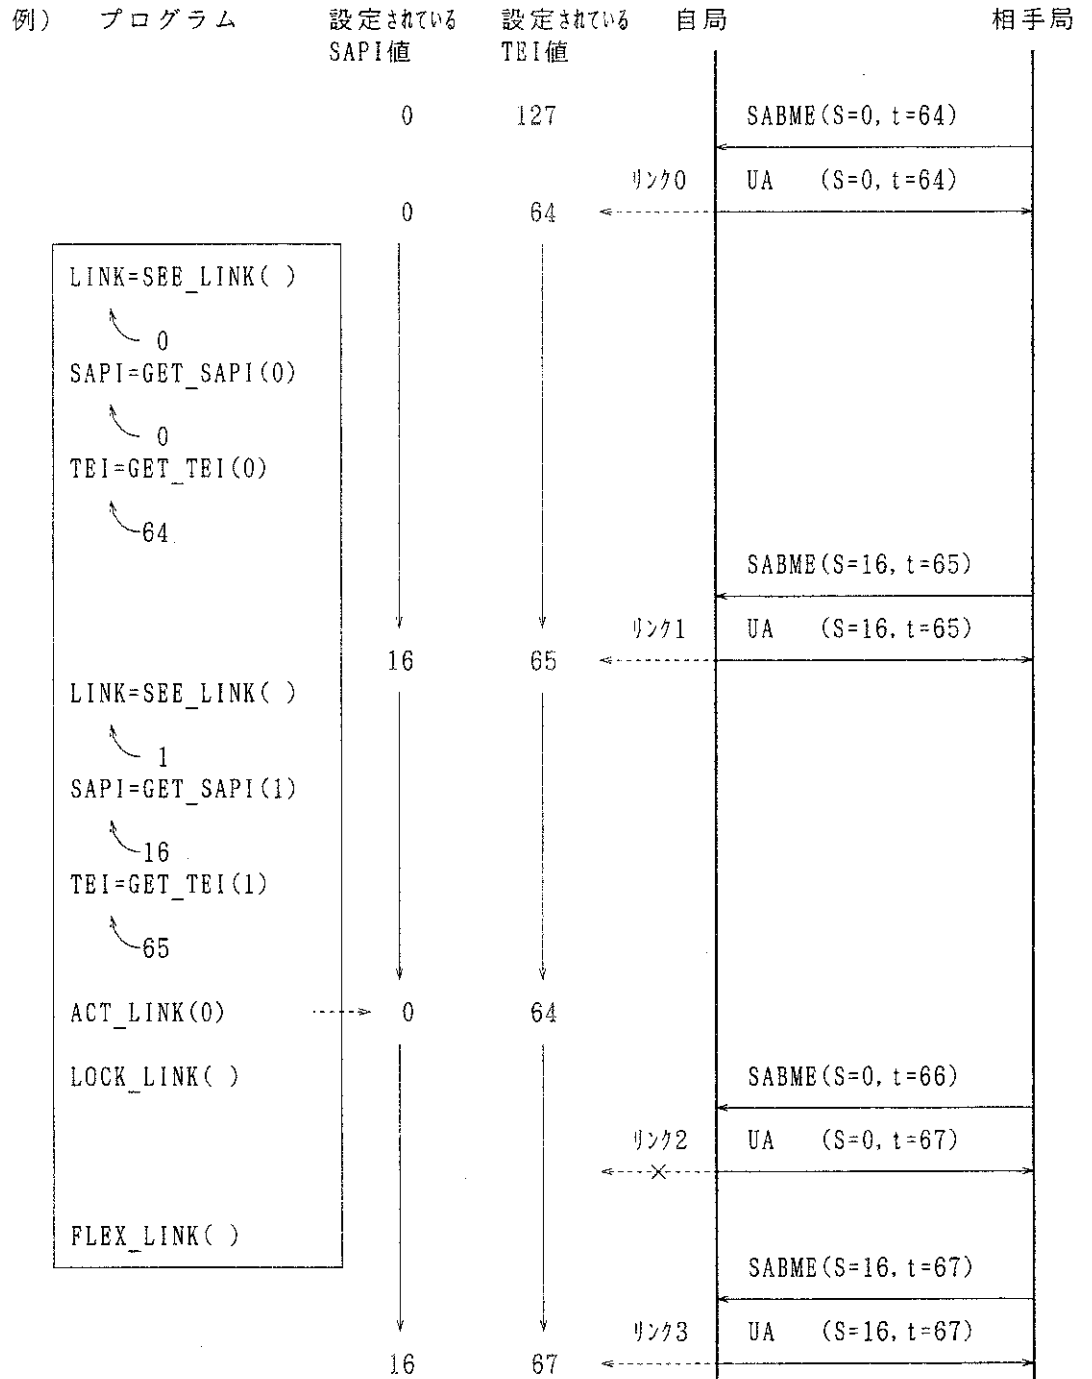 例) プログラム 設定されている 設定されている 自局 相手局
SAPI値 TEI値
0 127 SABME(S=0, t=64)
リンク0 UA (S=0, t=64)
0 64
LINK=SEE_LINK( )
0
SAPI=GET_SAPI(0)
0
TEI=GET_TEI(0)
64
SABME(S=16, t=65)
リンク1 UA (S=16, t=65)
16 65
LINK=SEE_LINK( )
1
SAPI=GET_SAPI(1)
16
TEI=GET_TEI(1)
65
ACT_LINK(0) 0 64
LOCK_LINK( ) SABME(S=0, t=66)
リンク2 UA (S=0, t=67)
FLEX_LINK( )
SABME(S=16, t=67)
リンク3 UA (S=16, t=67)
16 67